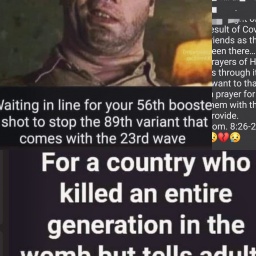 Waiting in line for your 56th booste
shot to stop the 89th variant that
comes with the 23rd wave
esult of Cov
iends as th
een there...
rayers of H
s through i
want to tha
prayer for
em with th
rovide.
om. 8:26-2
For a country who
killed an entire
generation in the
womb but tells adult